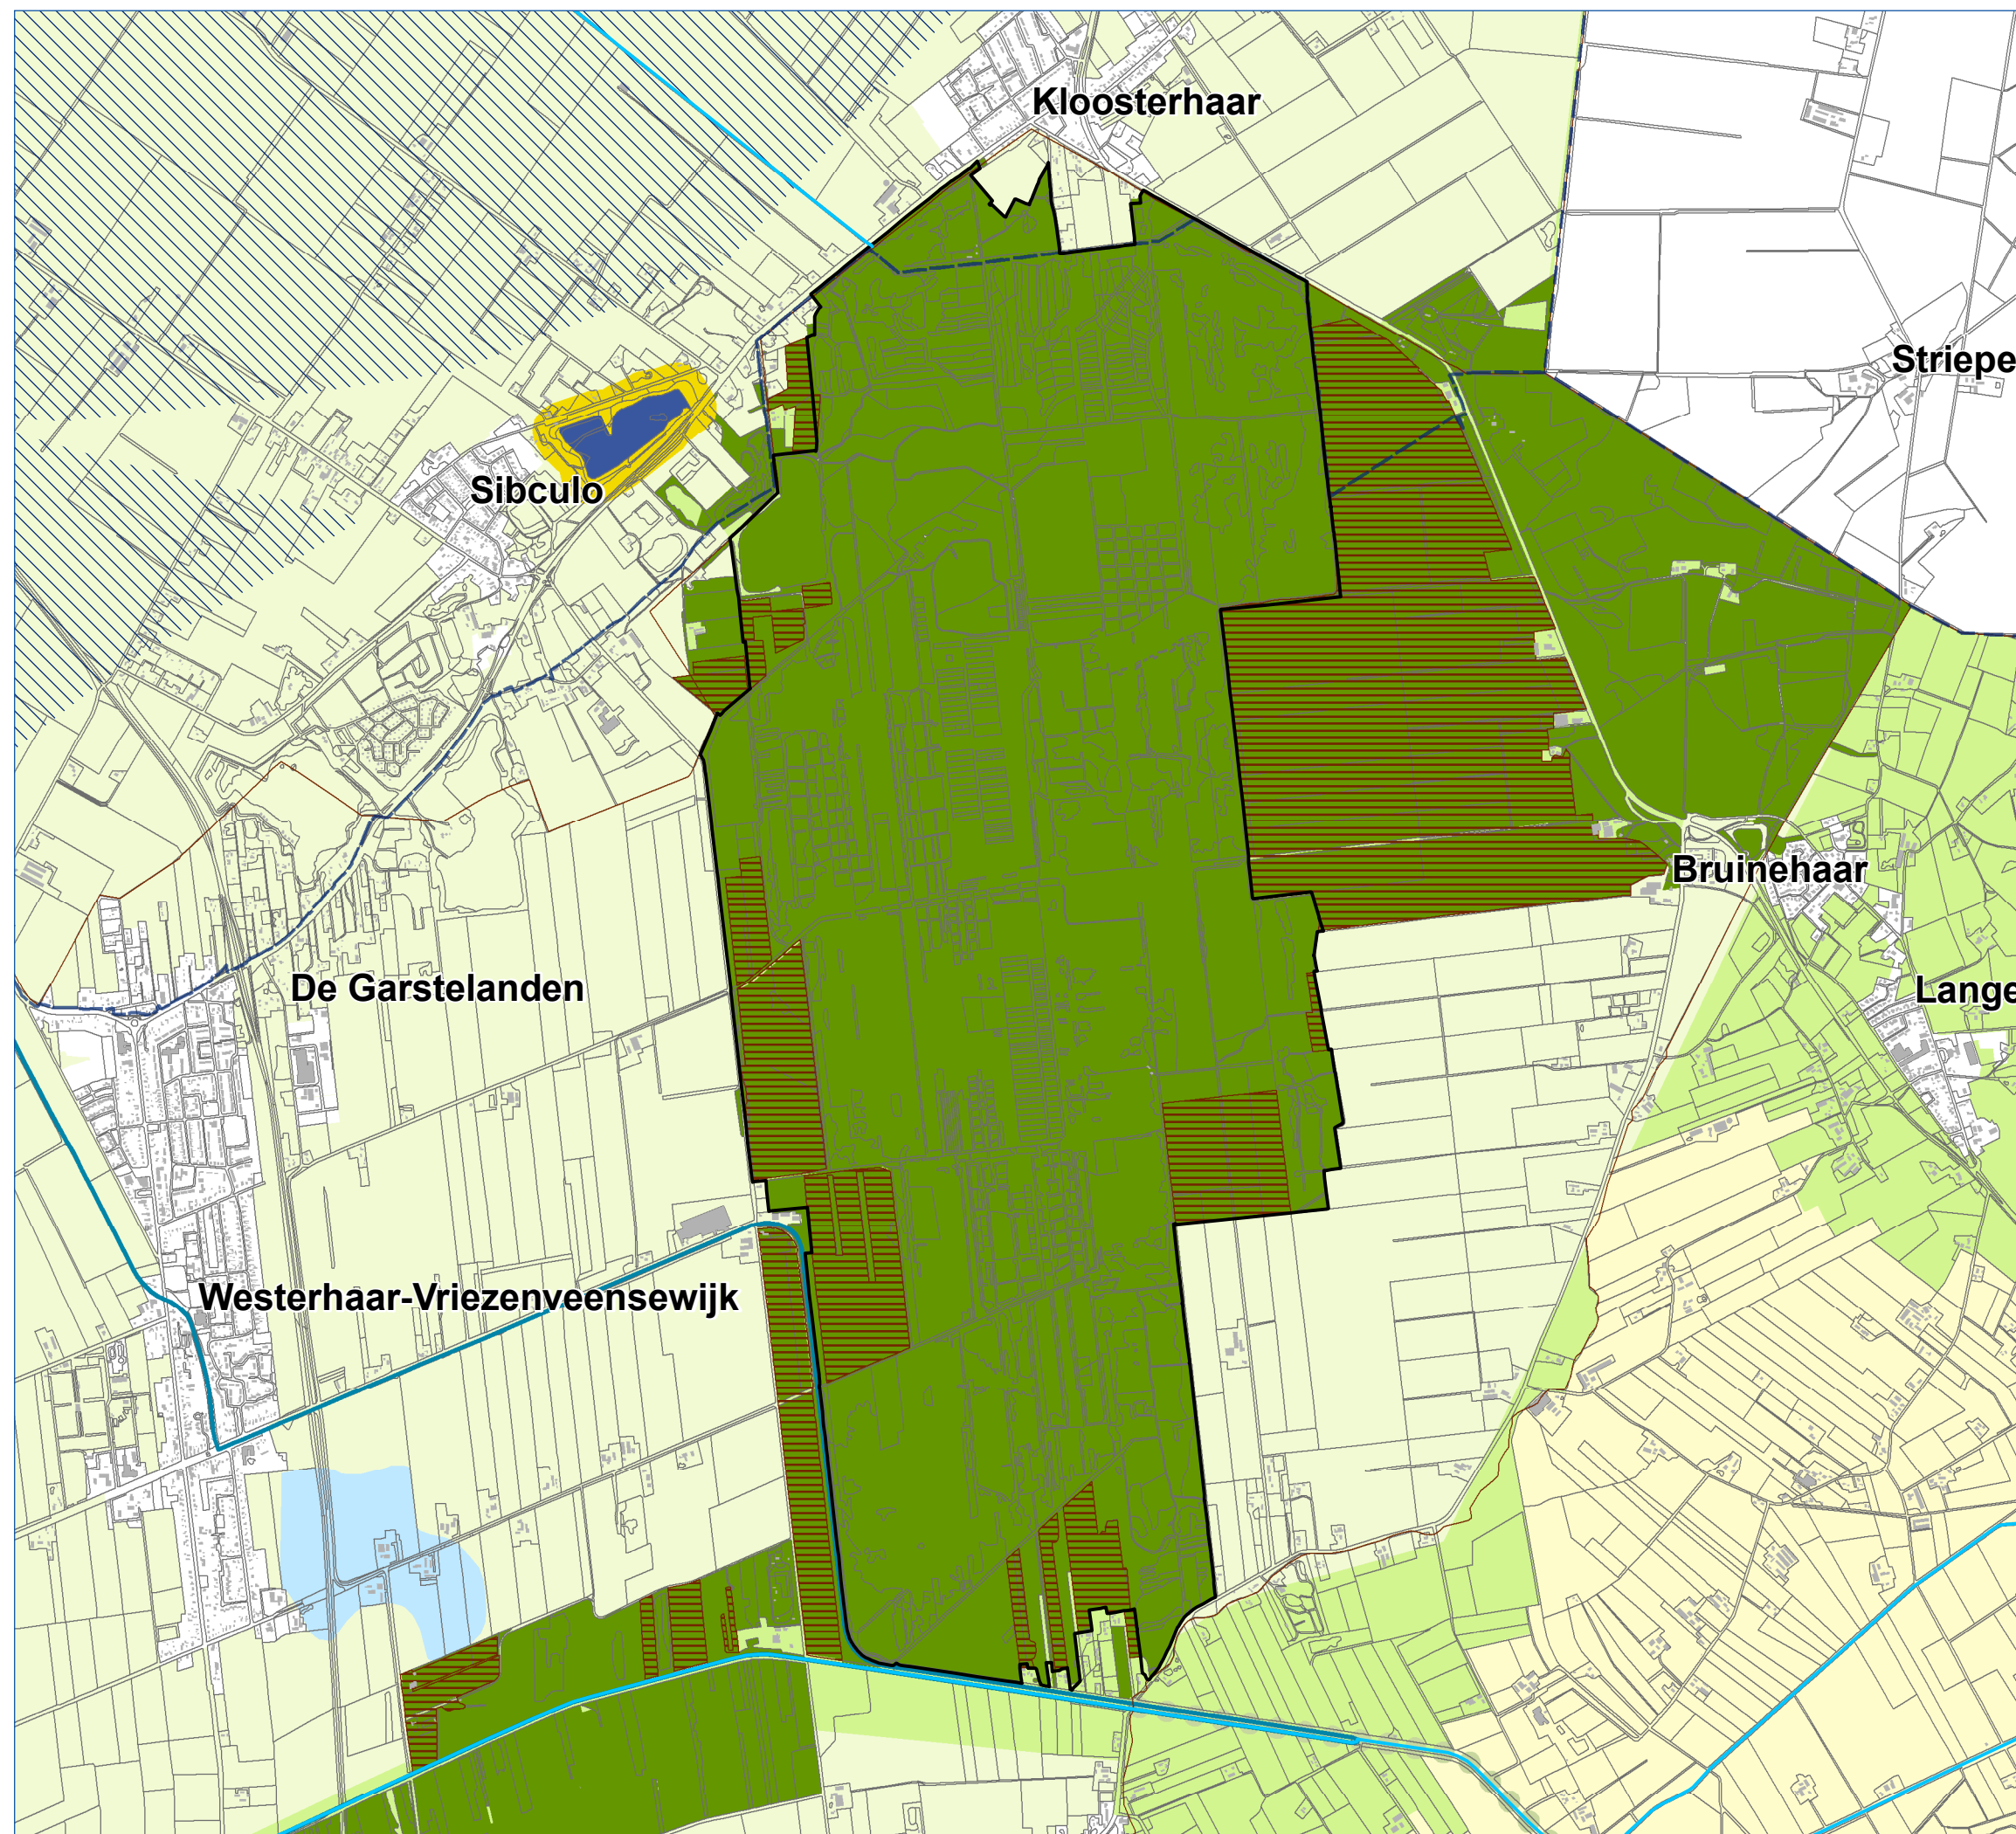 Kloosterhaar
Striepe
Sibculo
Bruinehaar
De Garstelanden
Lange
Westerhaar-Vriezenveensewijk